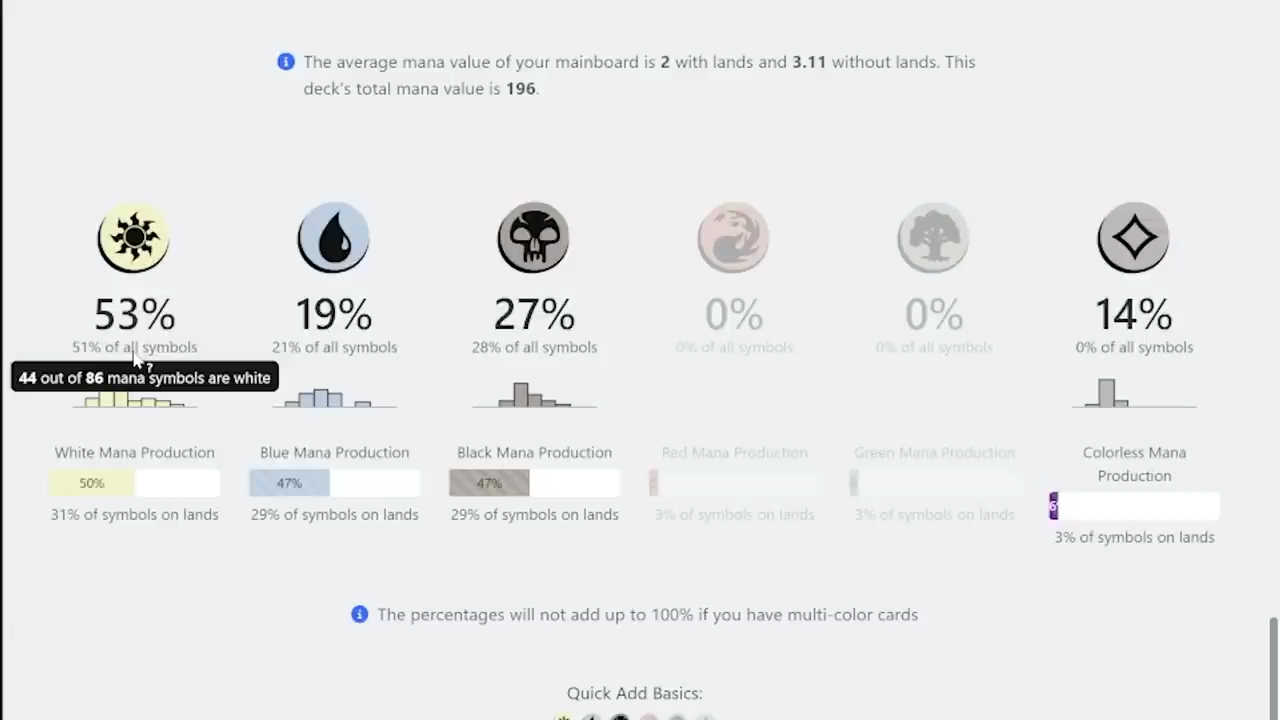 The average mana value of your mainboard is 2 with lands and 3.11 without lands. This
deck's total mana value is 196.
53%
19%
27%
0%
0%
14%
51% of all symbols
21% of all symbols
28% of all symbols
0% of all symbols
0% of all symbols
0% of all symbols
44 out of 86 mana symbols are white
White Mana Production
Blue Mana Production
Black Mana Production
Red Mana Production
Green Mana Production
Colorless Mana
Production
50%
47%
47%
6
31% of symbols on lands
29% of symbols on lands
29% of symbols on lands
3% of symbols on lands
3% of symbols on lands
3% of symbols on lands
The percentages will not add up to 100% if you have multi-color cards
Quick Add Basics: